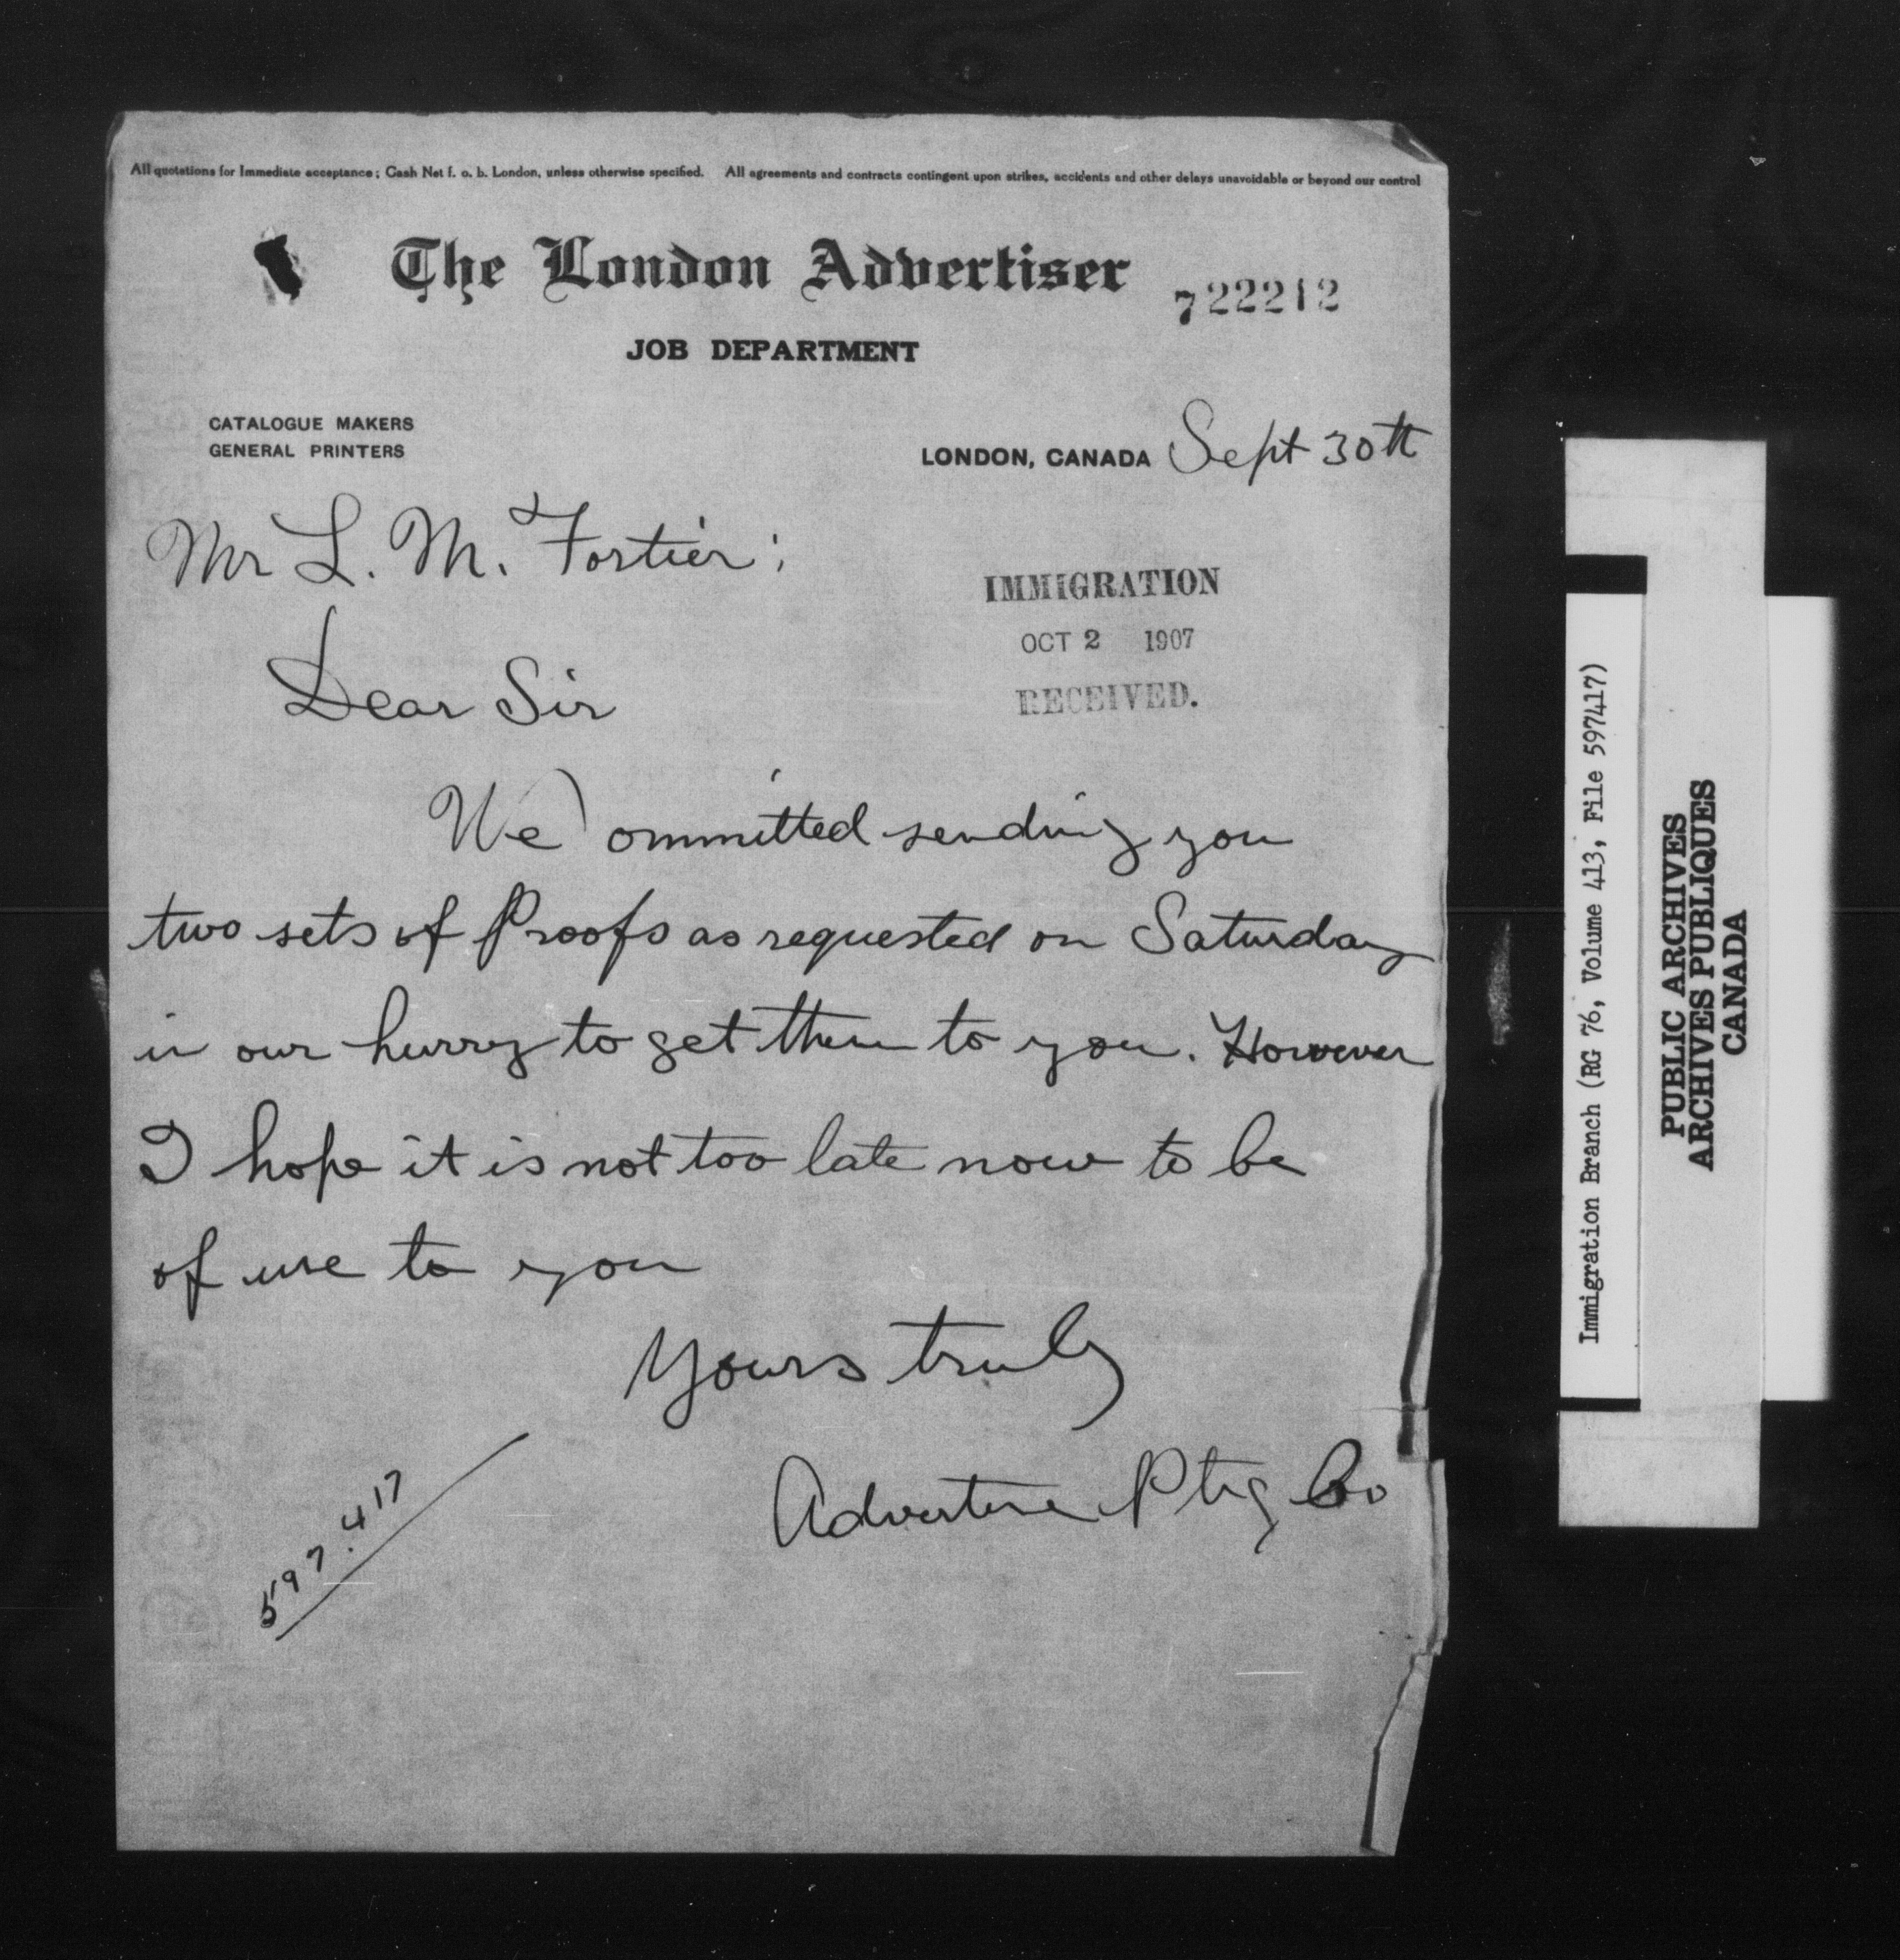 All quotations for Immediate acceptance; Cash Net f. o. b. London, unless otherwise specified. All agreements and contracts contingent upon strikes, accidents and other delays unavoidable or beyond our control
The London Advertiser
722212
JOB DEPARTMENT
CATALOGUE MAKERS
GENERAL PRINTERS
LONDON, CANADA Sept 30th
Mr L. M. Fortier;
IMMIGRATION
OCT 2 1907
RECEIVED.
Dear Sir
We ommitted sending you
two sets of Proofs as requested on Saturday
in our hurry to get them to you. However
I hope it is not too late now to be
of use to you
Yours truly
Advertiser Ptg Co
597.417
Immigration Branch (RG 76, Volume 413, File 597417)
PUBLIC ARCHIVES
ARCHIVES PUBLIQUES
CANADA